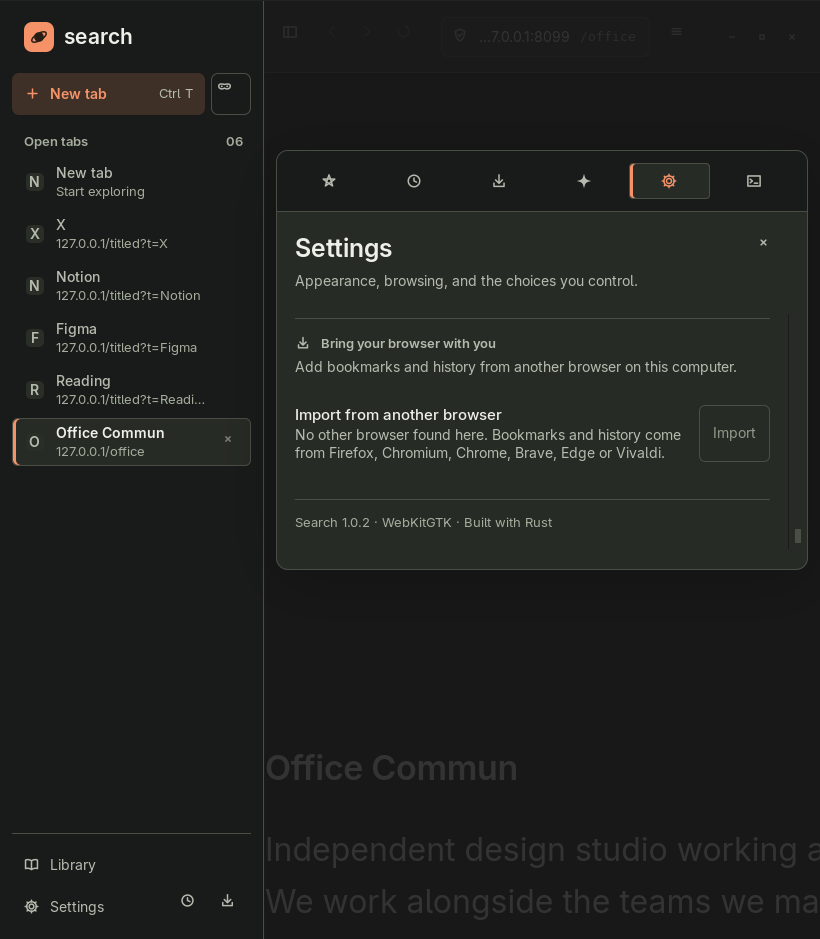 search
New tab
Ctrl T
Open tabs
06
N
New tab
Start exploring
X
X
127.0.0.1/titled?t=X
N
Notion
127.0.0.1/titled?t=Notion
F
Figma
127.0.0.1/titled?t=Figma
R
Reading
127.0.0.1/titled?t=Readi…
O
Office Commun
127.0.0.1/office
Library
Settings
…7.0.0.1:8099 /office
Settings
Appearance, browsing, and the choices you control.
Bring your browser with you
Add bookmarks and history from another browser on this computer.
Import from another browser
No other browser found here. Bookmarks and history come
from Firefox, Chromium, Chrome, Brave, Edge or Vivaldi.
Import
Search 1.0.2 · WebKitGTK · Built with Rust
Office Commun
Independent design studio working a
We work alongside the teams we ma